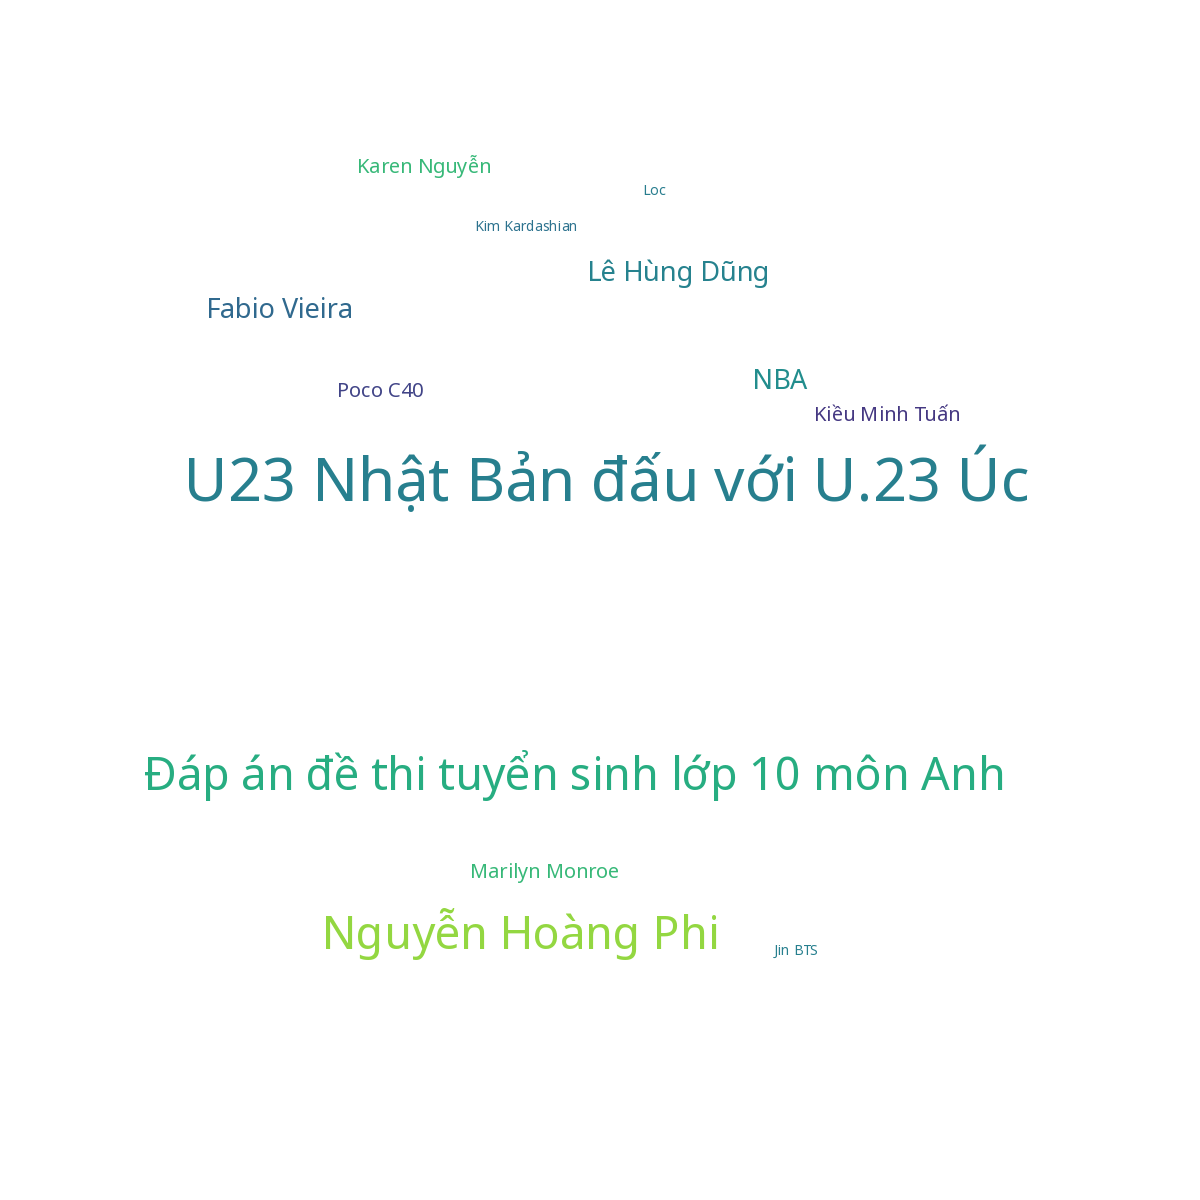 Karen Nguyễn
Loc
Kim Kardashian
Lê Hùng Dũng
Fabio Vieira
NBA
Poco C40
Kiều Minh Tuấn
U23 Nhật Bản đấu với U.23 Úc
Đáp án đề thi tuyển sinh lớp 10 môn Anh
Marilyn Monroe
Nguyễn Hoàng Phi
Jin BTS